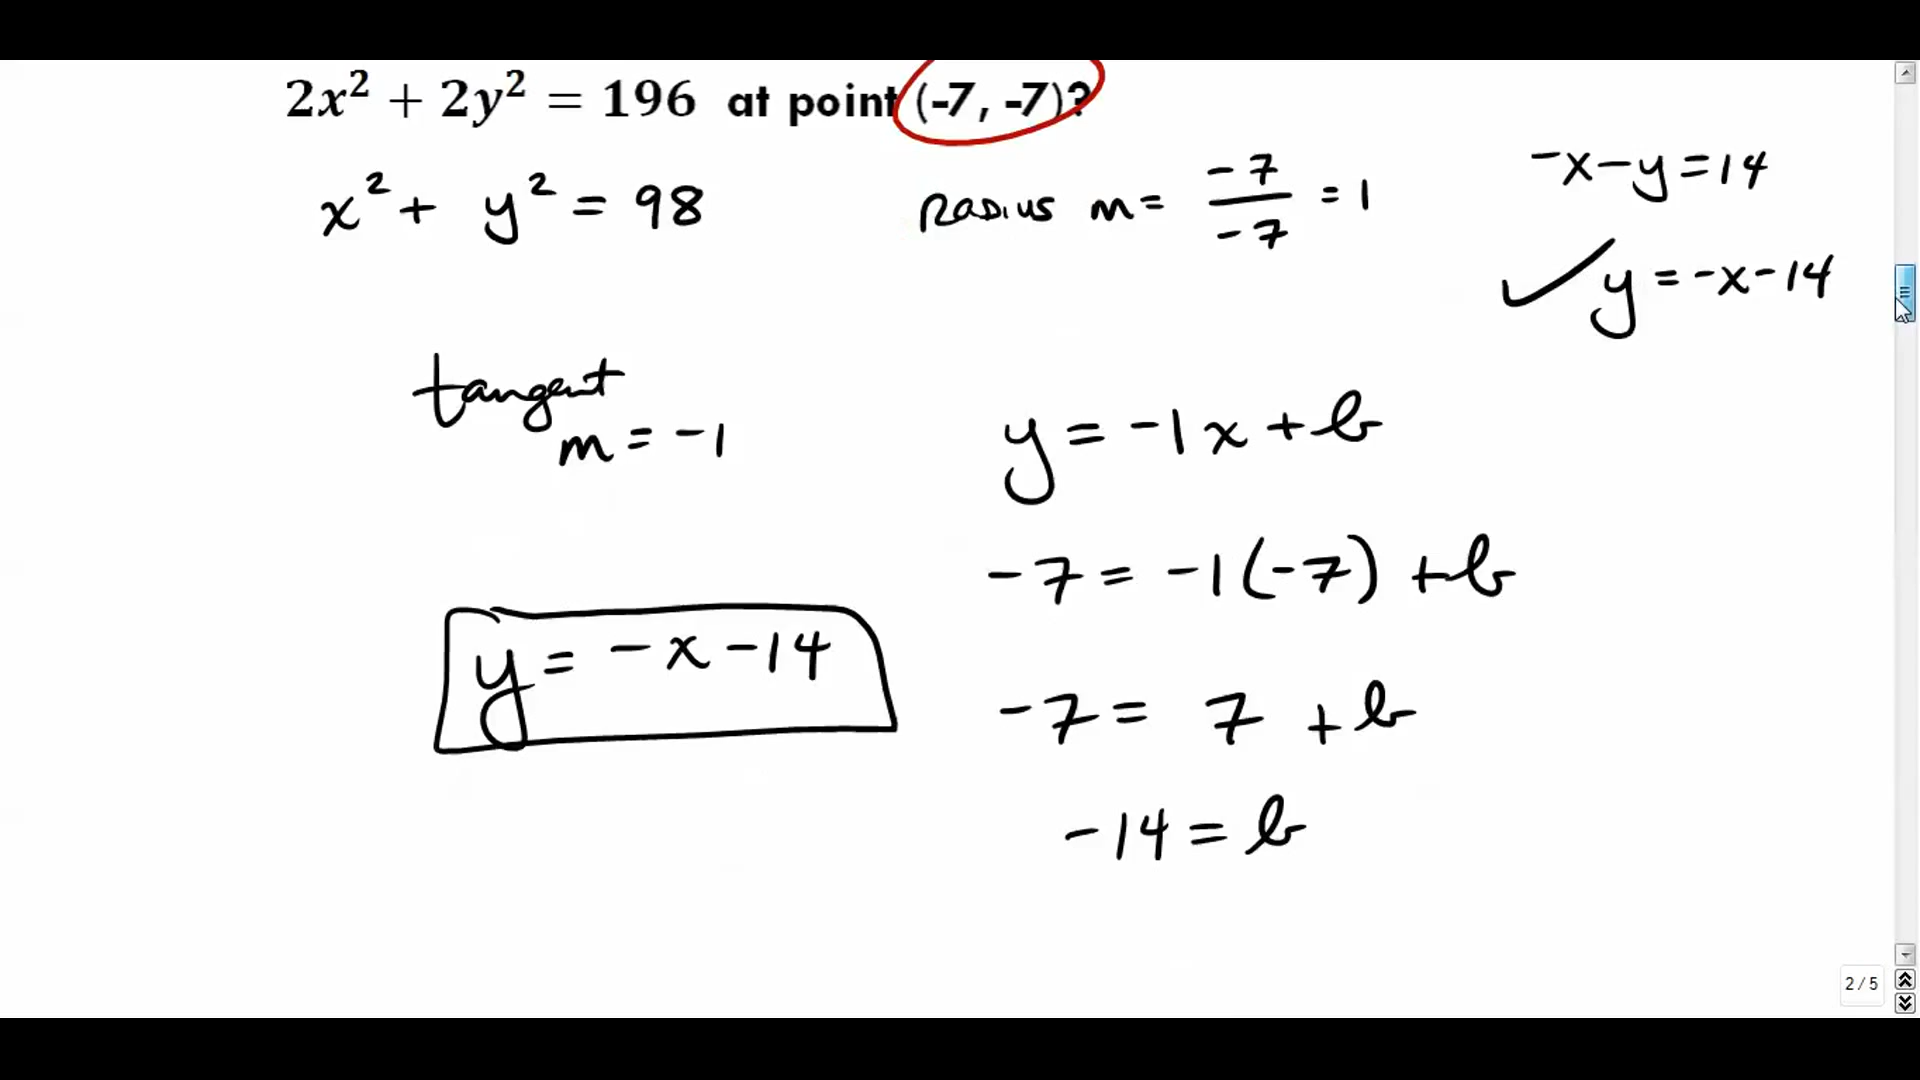 2x² + 2y² = 196 at point (-7, -7)?
x² + y² = 98
Radius m = -7/-7 = 1
-x-y=14
y = -x-14
tangent
m = -1
y = -1x + b
-7 = -1(-7) + b
y = -x-14
-7 = 7 + b
-14 = b
2/5